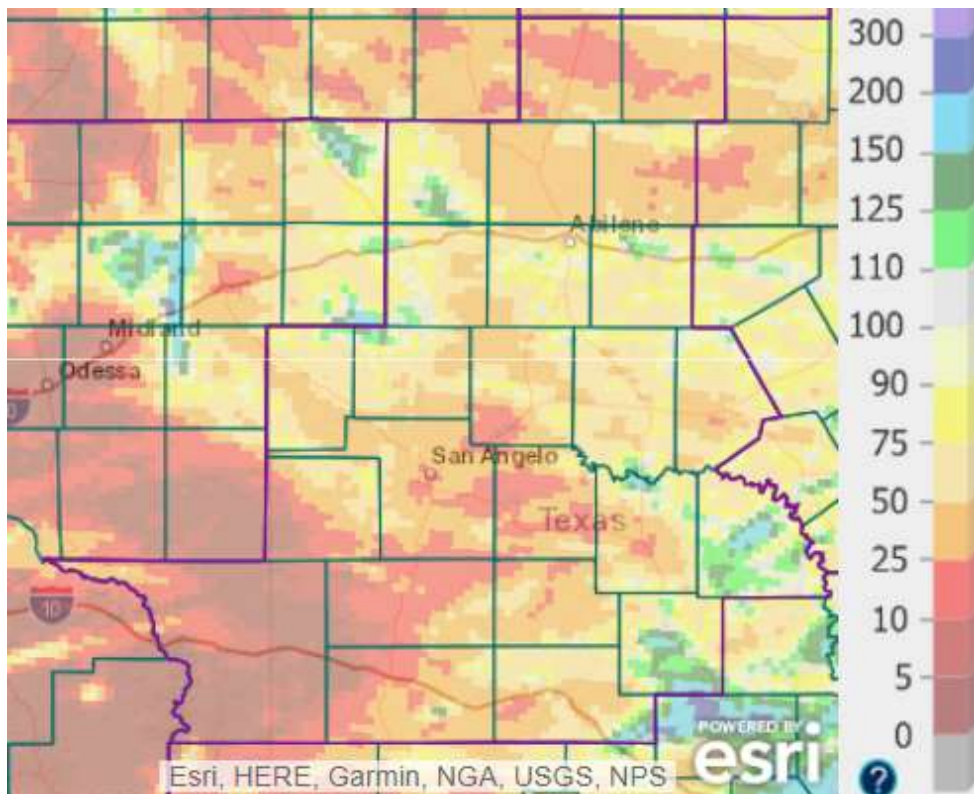 300
200
150
125
110
100
90
75
50
25
10
5
0
Abilene
Midland
Odessa
San Angelo
Texas
10
POWERED BY
esri
Esri, HERE, Garmin, NGA, USGS, NPS
?